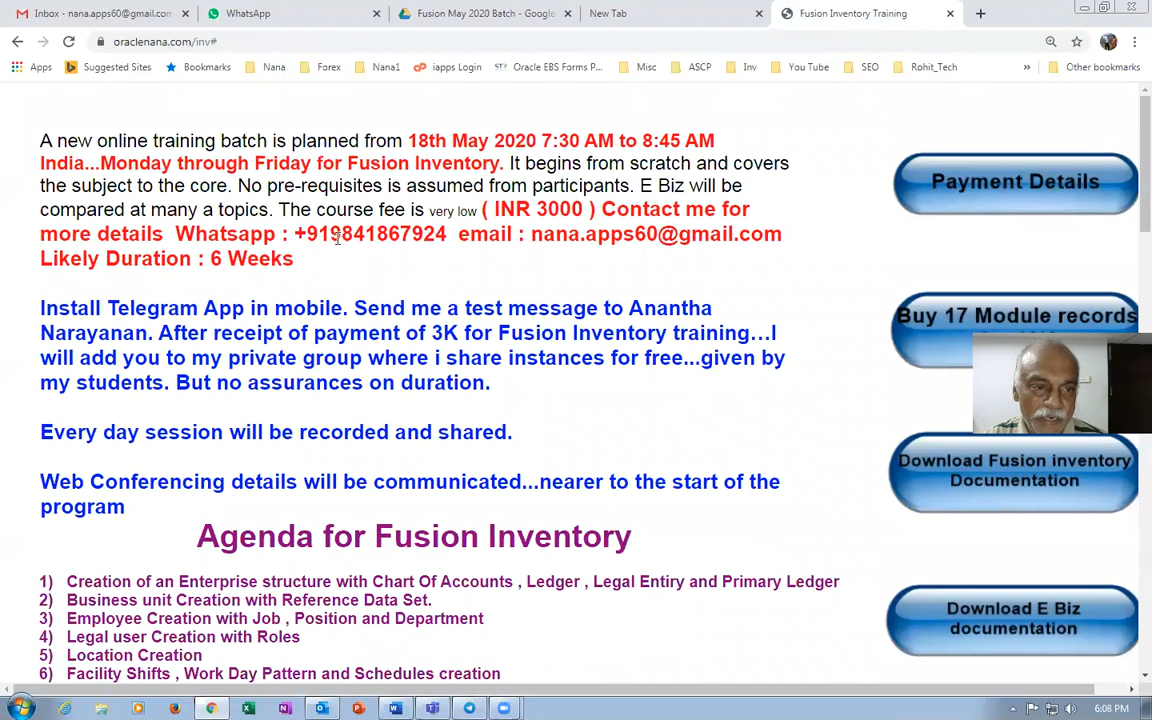 Inbox - nana.apps60@gmail.com
WhatsApp
Fusion May 2020 Batch - Google
New Tab
Fusion Inventory Training
oraclenana.com/inv#
Apps
Suggested Sites
Bookmarks
Nana
Forex
Nana1
iapps Login
Oracle EBS Forms P...
Misc
ASCP
Inv
You Tube
SEO
Rohit_Tech
»
Other bookmarks
A new online training batch is planned from 18th May 2020 7:30 AM to 8:45 AM
India...Monday through Friday for Fusion Inventory. It begins from scratch and covers
the subject to the core. No pre-requisites is assumed from participants. E Biz will be
compared at many a topics. The course fee is very low ( INR 3000 ) Contact me for
more details Whatsapp : +919841867924 email : nana.apps60@gmail.com
Likely Duration : 6 Weeks
Install Telegram App in mobile. Send me a test message to Anantha
Narayanan. After receipt of payment of 3K for Fusion Inventory training...I
will add you to my private group where i share instances for free...given by
my students. But no assurances on duration.
Every day session will be recorded and shared.
Web Conferencing details will be communicated...nearer to the start of the
program
Agenda for Fusion Inventory
1) Creation of an Enterprise structure with Chart Of Accounts , Ledger , Legal Entiry and Primary Ledger
2) Business unit Creation with Reference Data Set.
3) Employee Creation with Job , Position and Department
4) Legal user Creation with Roles
5) Location Creation
6) Facility Shifts , Work Day Pattern and Schedules creation
Payment Details
Buy 17 Module records
Download Fusion inventory
Documentation
Download E Biz
documentation
6:08 PM